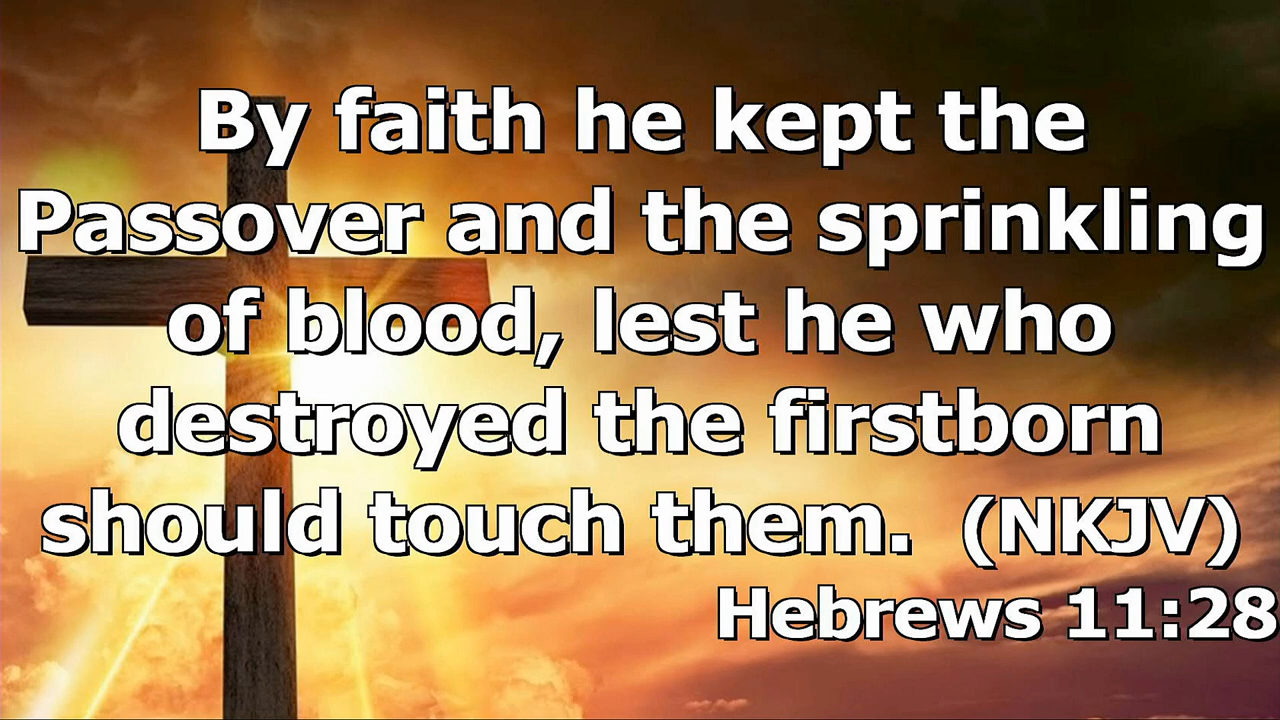 By faith he kept the
Passover and the sprinkling
of blood, lest he who
destroyed the firstborn
should touch them.  (NKJV)
Hebrews 11:28